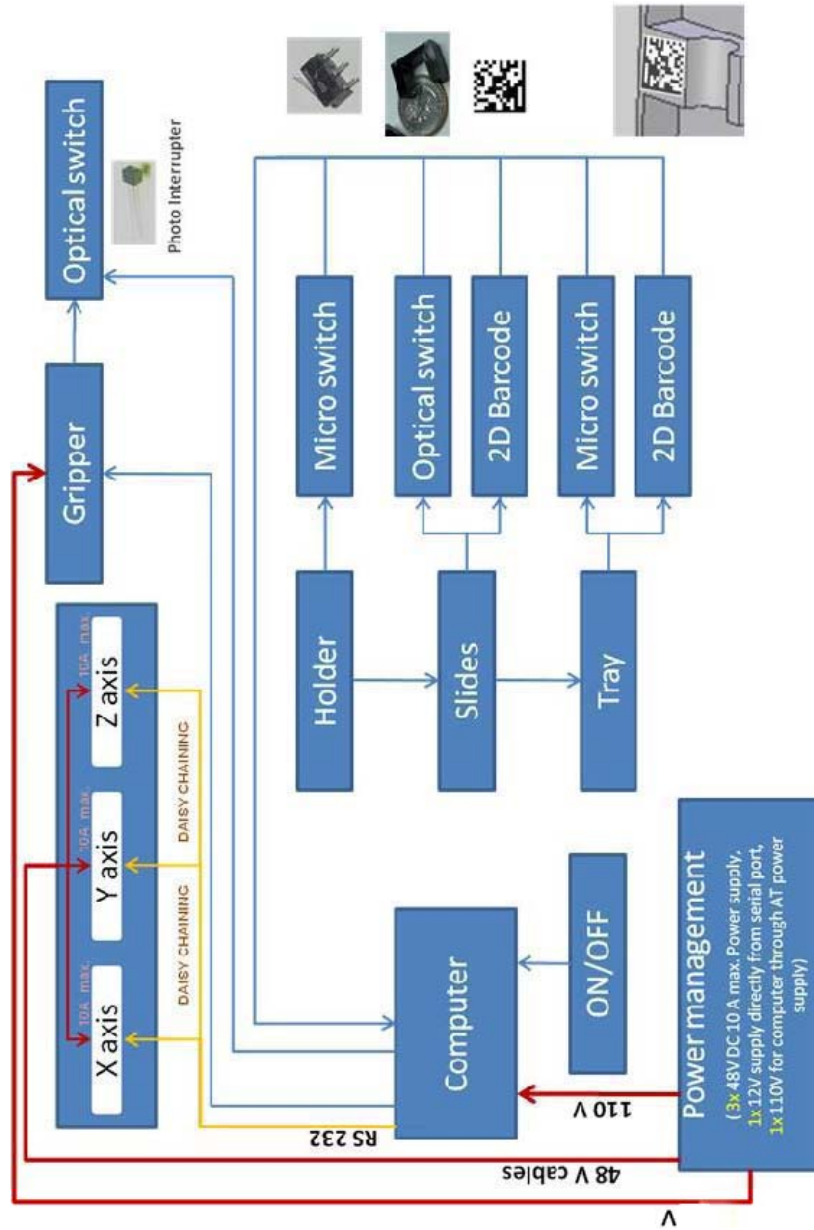 Optical switch
Photo Interrupter
Gripper
10A max.
10A max.
10A max.
X axis
Y axis
Z axis
DAISY CHAINING
DAISY CHAINING
RS 232
48 V cables
V
110 V
Computer
ON/OFF
Holder
Slides
Tray
Micro switch
Optical switch
2D Barcode
Micro switch
2D Barcode
Power management
( 3x 48V DC 10 A max. Power supply,
1x 12V supply directly from serial port,
1x 110V for computer through AT power
supply)